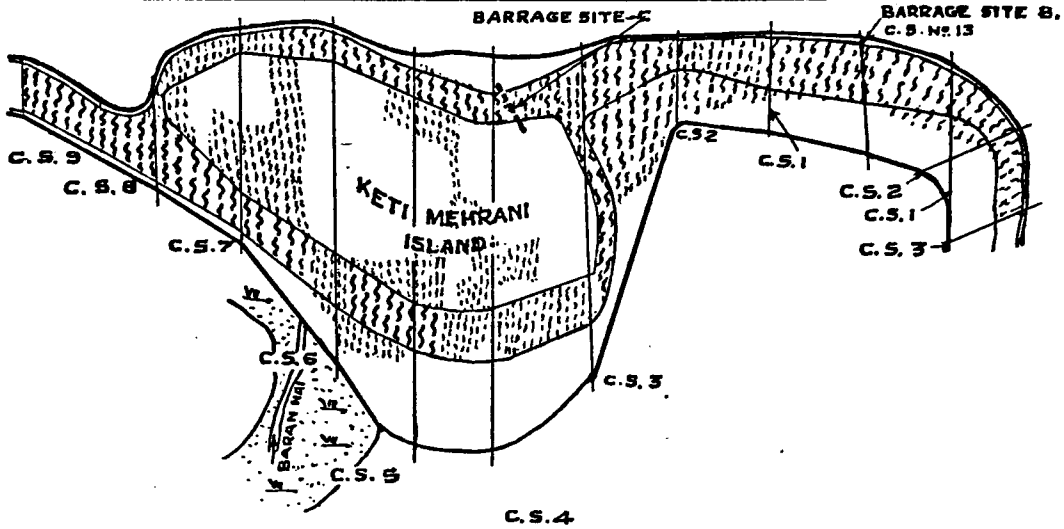 BARRAGE SITE-C
BARRAGE SITE B,
C.S. Nº 13
C.S.9
C.S.8
C.S.7
C.S2
C.S.1
C.S.2
C.S.1
C.S.3
KETI MEHRANI
ISLAND
C.S.6
BARAN NAI
C.S.3
C.S.5
C.S.4